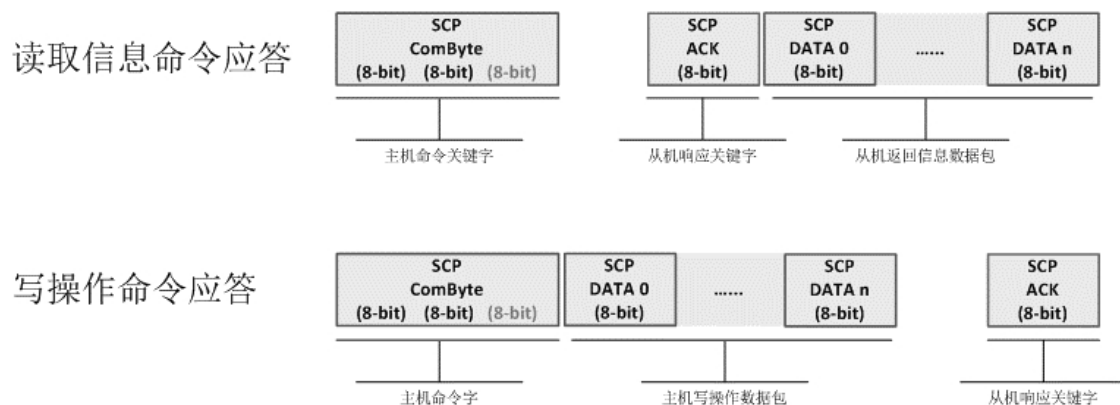 读取信息命令应答
SCP
ComByte
(8-bit) (8-bit) (8-bit)
SCP
ACK
(8-bit)
SCP
DATA 0
(8-bit)
......
SCP
DATA n
(8-bit)
主机命令关键字
从机响应关键字
从机返回信息数据包
写操作命令应答
SCP
ComByte
(8-bit) (8-bit) (8-bit)
SCP
DATA 0
(8-bit)
......
SCP
DATA n
(8-bit)
SCP
ACK
(8-bit)
主机命令字
主机写操作数据包
从机响应关键字